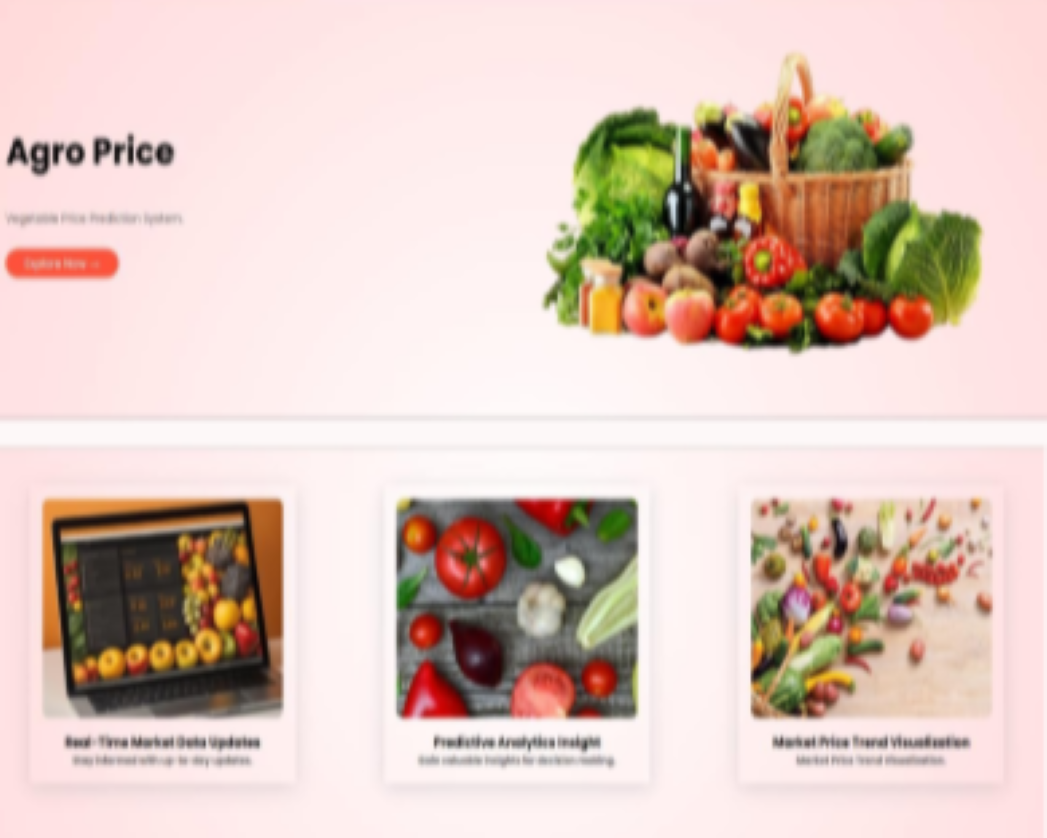 Agro Price
Vegetable Price Prediction System.
Explore Now →
Real-Time Market Data Updates
Stay informed with up-to-day updates.
Predictive Analytics Insight
Gain valuable insights for decision making.
Market Price Trend Visualization
Market Price Trend Visualization.